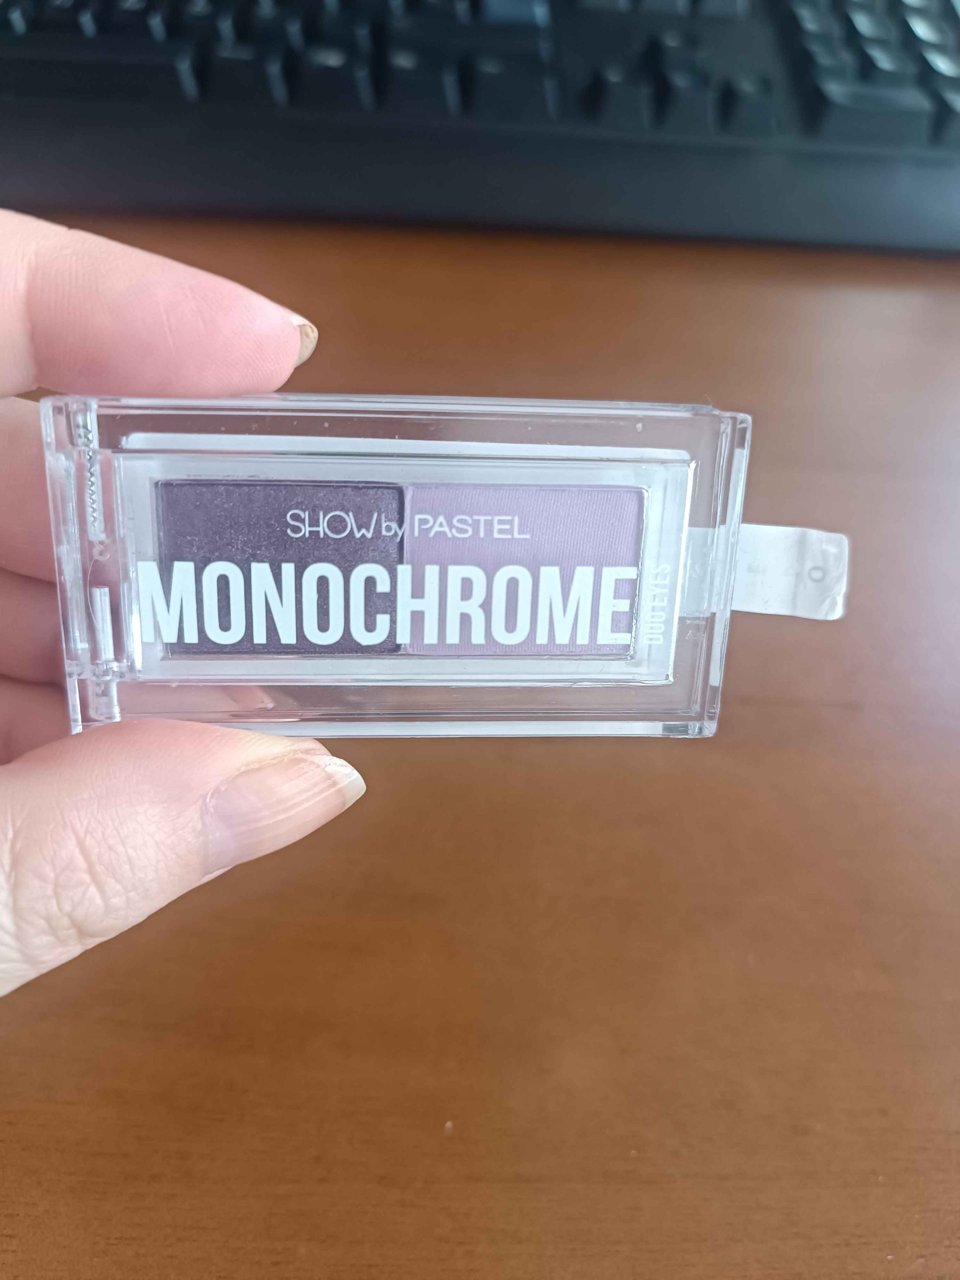 SHOW by PASTEL
MONOCHROME
DUO EYES